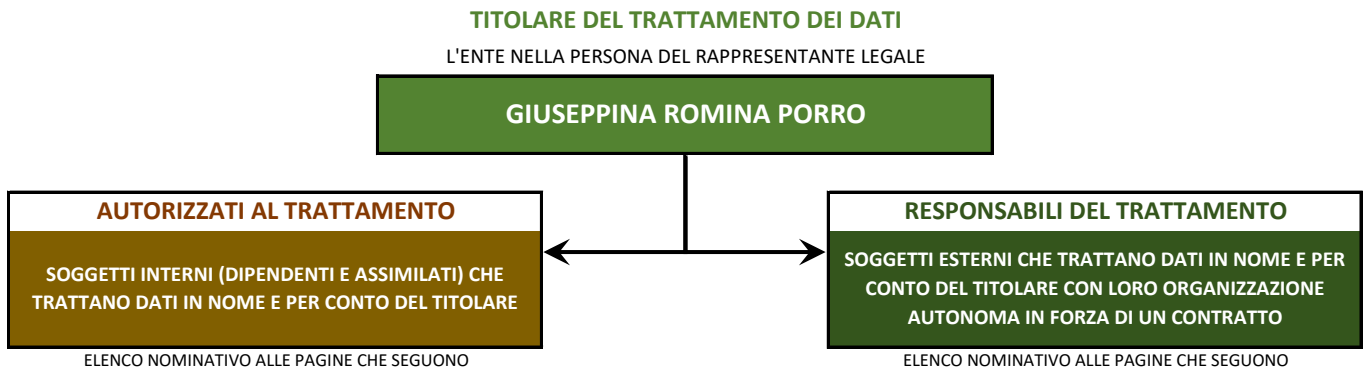 TITOLARE DEL TRATTAMENTO DEI DATI
L'ENTE NELLA PERSONA DEL RAPPRESENTANTE LEGALE
GIUSEPPINA ROMINA PORRO
AUTORIZZATI AL TRATTAMENTO
SOGGETTI INTERNI (DIPENDENTI E ASSIMILATI) CHE
TRATTANO DATI IN NOME E PER CONTO DEL TITOLARE
ELENCO NOMINATIVO ALLE PAGINE CHE SEGUONO
RESPONSABILI DEL TRATTAMENTO
SOGGETTI ESTERNI CHE TRATTANO DATI IN NOME E PER
CONTO DEL TITOLARE CON LORO ORGANIZZAZIONE
AUTONOMA IN FORZA DI UN CONTRATTO
ELENCO NOMINATIVO ALLE PAGINE CHE SEGUONO